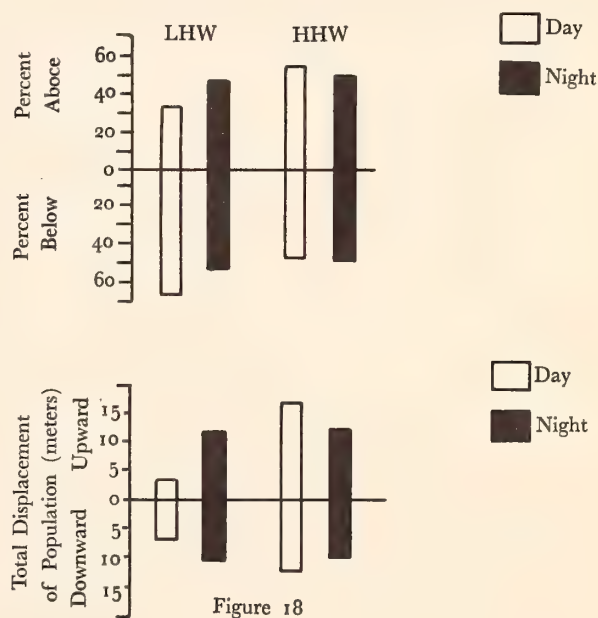 LHW HHW
Day
Night
Percent Aboce
Percent Below
60
40
20
0
20
40
60
Day
Night
Total Displacement
of Population (meters)
Downward Upward
15
10
5
0
5
10
15
Figure 18